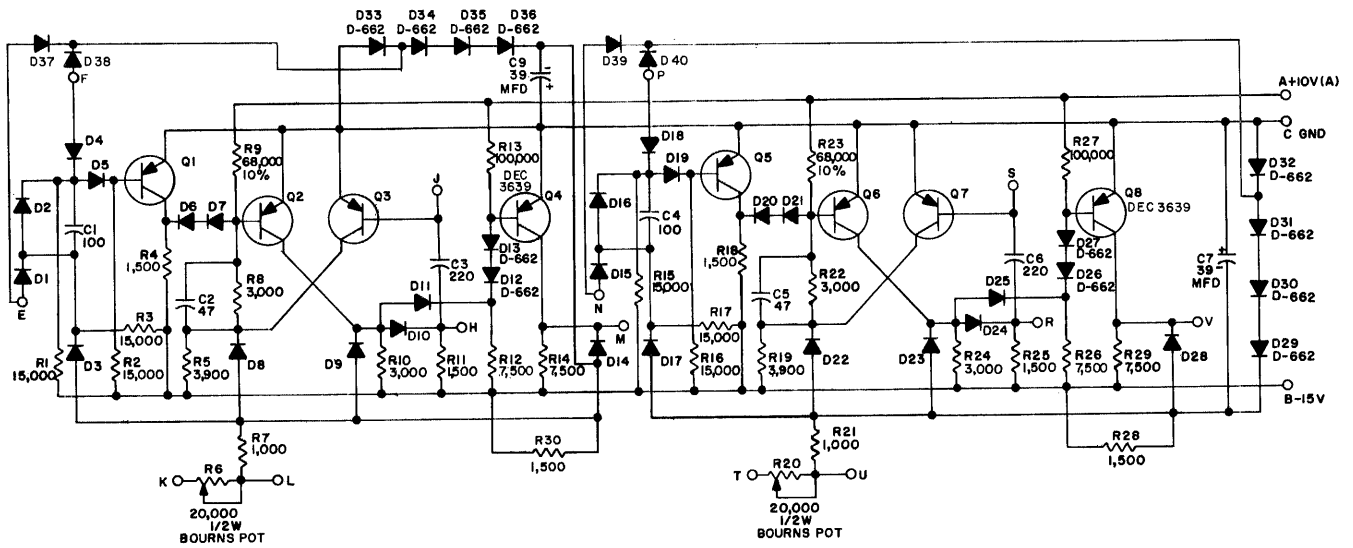 D33
D-662
D34
D-662
D35
D-662
D36
D-662
D37
D38
F
C9
39
MFD
-
+
D39
D40
P
A+10V(A)
C GND
D4
D5
Q1
R9
68,000
10%
Q2
Q3
J
R13
100,000
DEC
3639
Q4
D18
D19
Q5
R23
68,000
10%
Q6
Q7
S
R27
100,000
Q8
DEC 3639
D32
D-662
D2
C1
100
D6
D7
D1
E
R4
1,500
R8
3,000
C2
47
C3
220
D13
D-662
D12
D-662
D11
D10
H
M
D16
C4
100
D20
D21
D15
N
R15
15,000
R18
1,500
R22
3,000
C5
47
C6
220
D27
D-662
D26
D-662
D25
D24
R
V
C7
39
MFD
+
-
D31
D-662
D30
D-662
D29
D-662
R3
15,000
R1
15,000
D3
R2
15,000
R5
3,900
D8
D9
R10
3,000
R11
1,500
R12
7,500
R14
7,500
D14
R17
15,000
D17
R16
15,000
R19
3,900
D22
D23
R24
3,000
R25
1,500
R26
7,500
R29
7,500
D28
B-15V
R7
1,000
R30
1,500
R21
1,000
R28
1,500
K
R6
L
20,000
1/2W
BOURNS POT
T
R20
U
20,000
1/2W
BOURNS POT